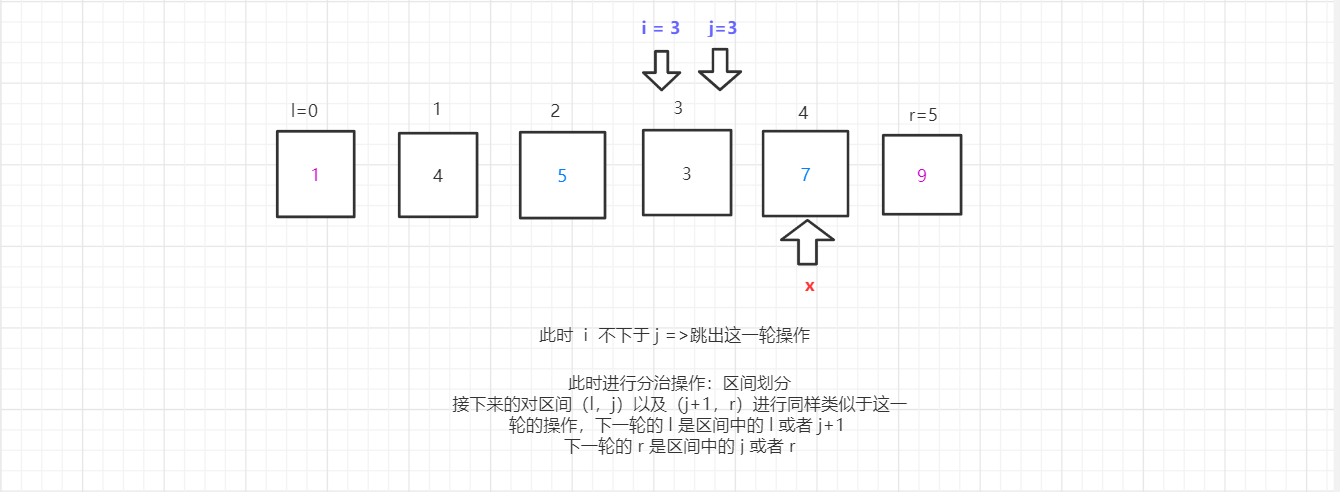 i = 3 j=3
l=0 1 2 3 4 r=5
1 4 5 3 7 9
x
此时 i 不下于 j =>跳出这一轮操作
此时进行分治操作：区间划分
接下来的对区间（l，j）以及（j+1，r）进行同样类似于这一
轮的操作，下一轮的 l 是区间中的 l 或者 j+1
下一轮的 r 是区间中的 j 或者 r